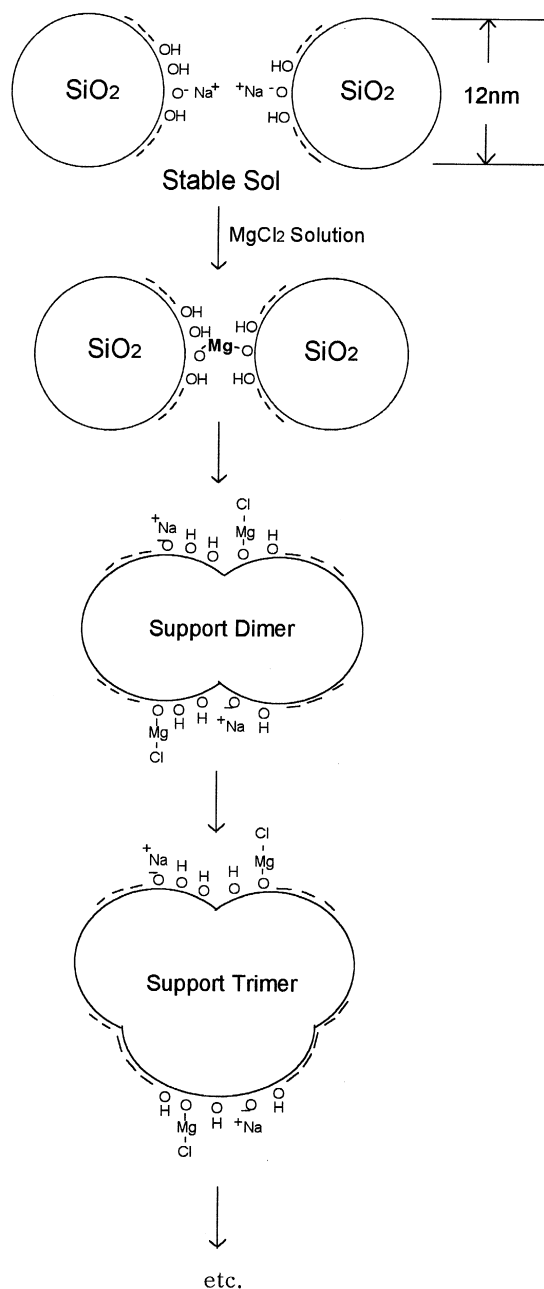 OH
OH
SiO2 O- Na+ +Na -O SiO2 12nm
HO
OH HO
Stable Sol
MgCl2 Solution
OH
OH HO
SiO2 O Mg O SiO2
OH HO
Cl
+Na H H Mg H
-O O O O O
Support Dimer
O O O O- O
Mg H H +Na H
Cl
Cl
+Na H H H Mg
-O O O O O
Support Trimer
O O O O- O
H Mg H +Na H
Cl
etc.